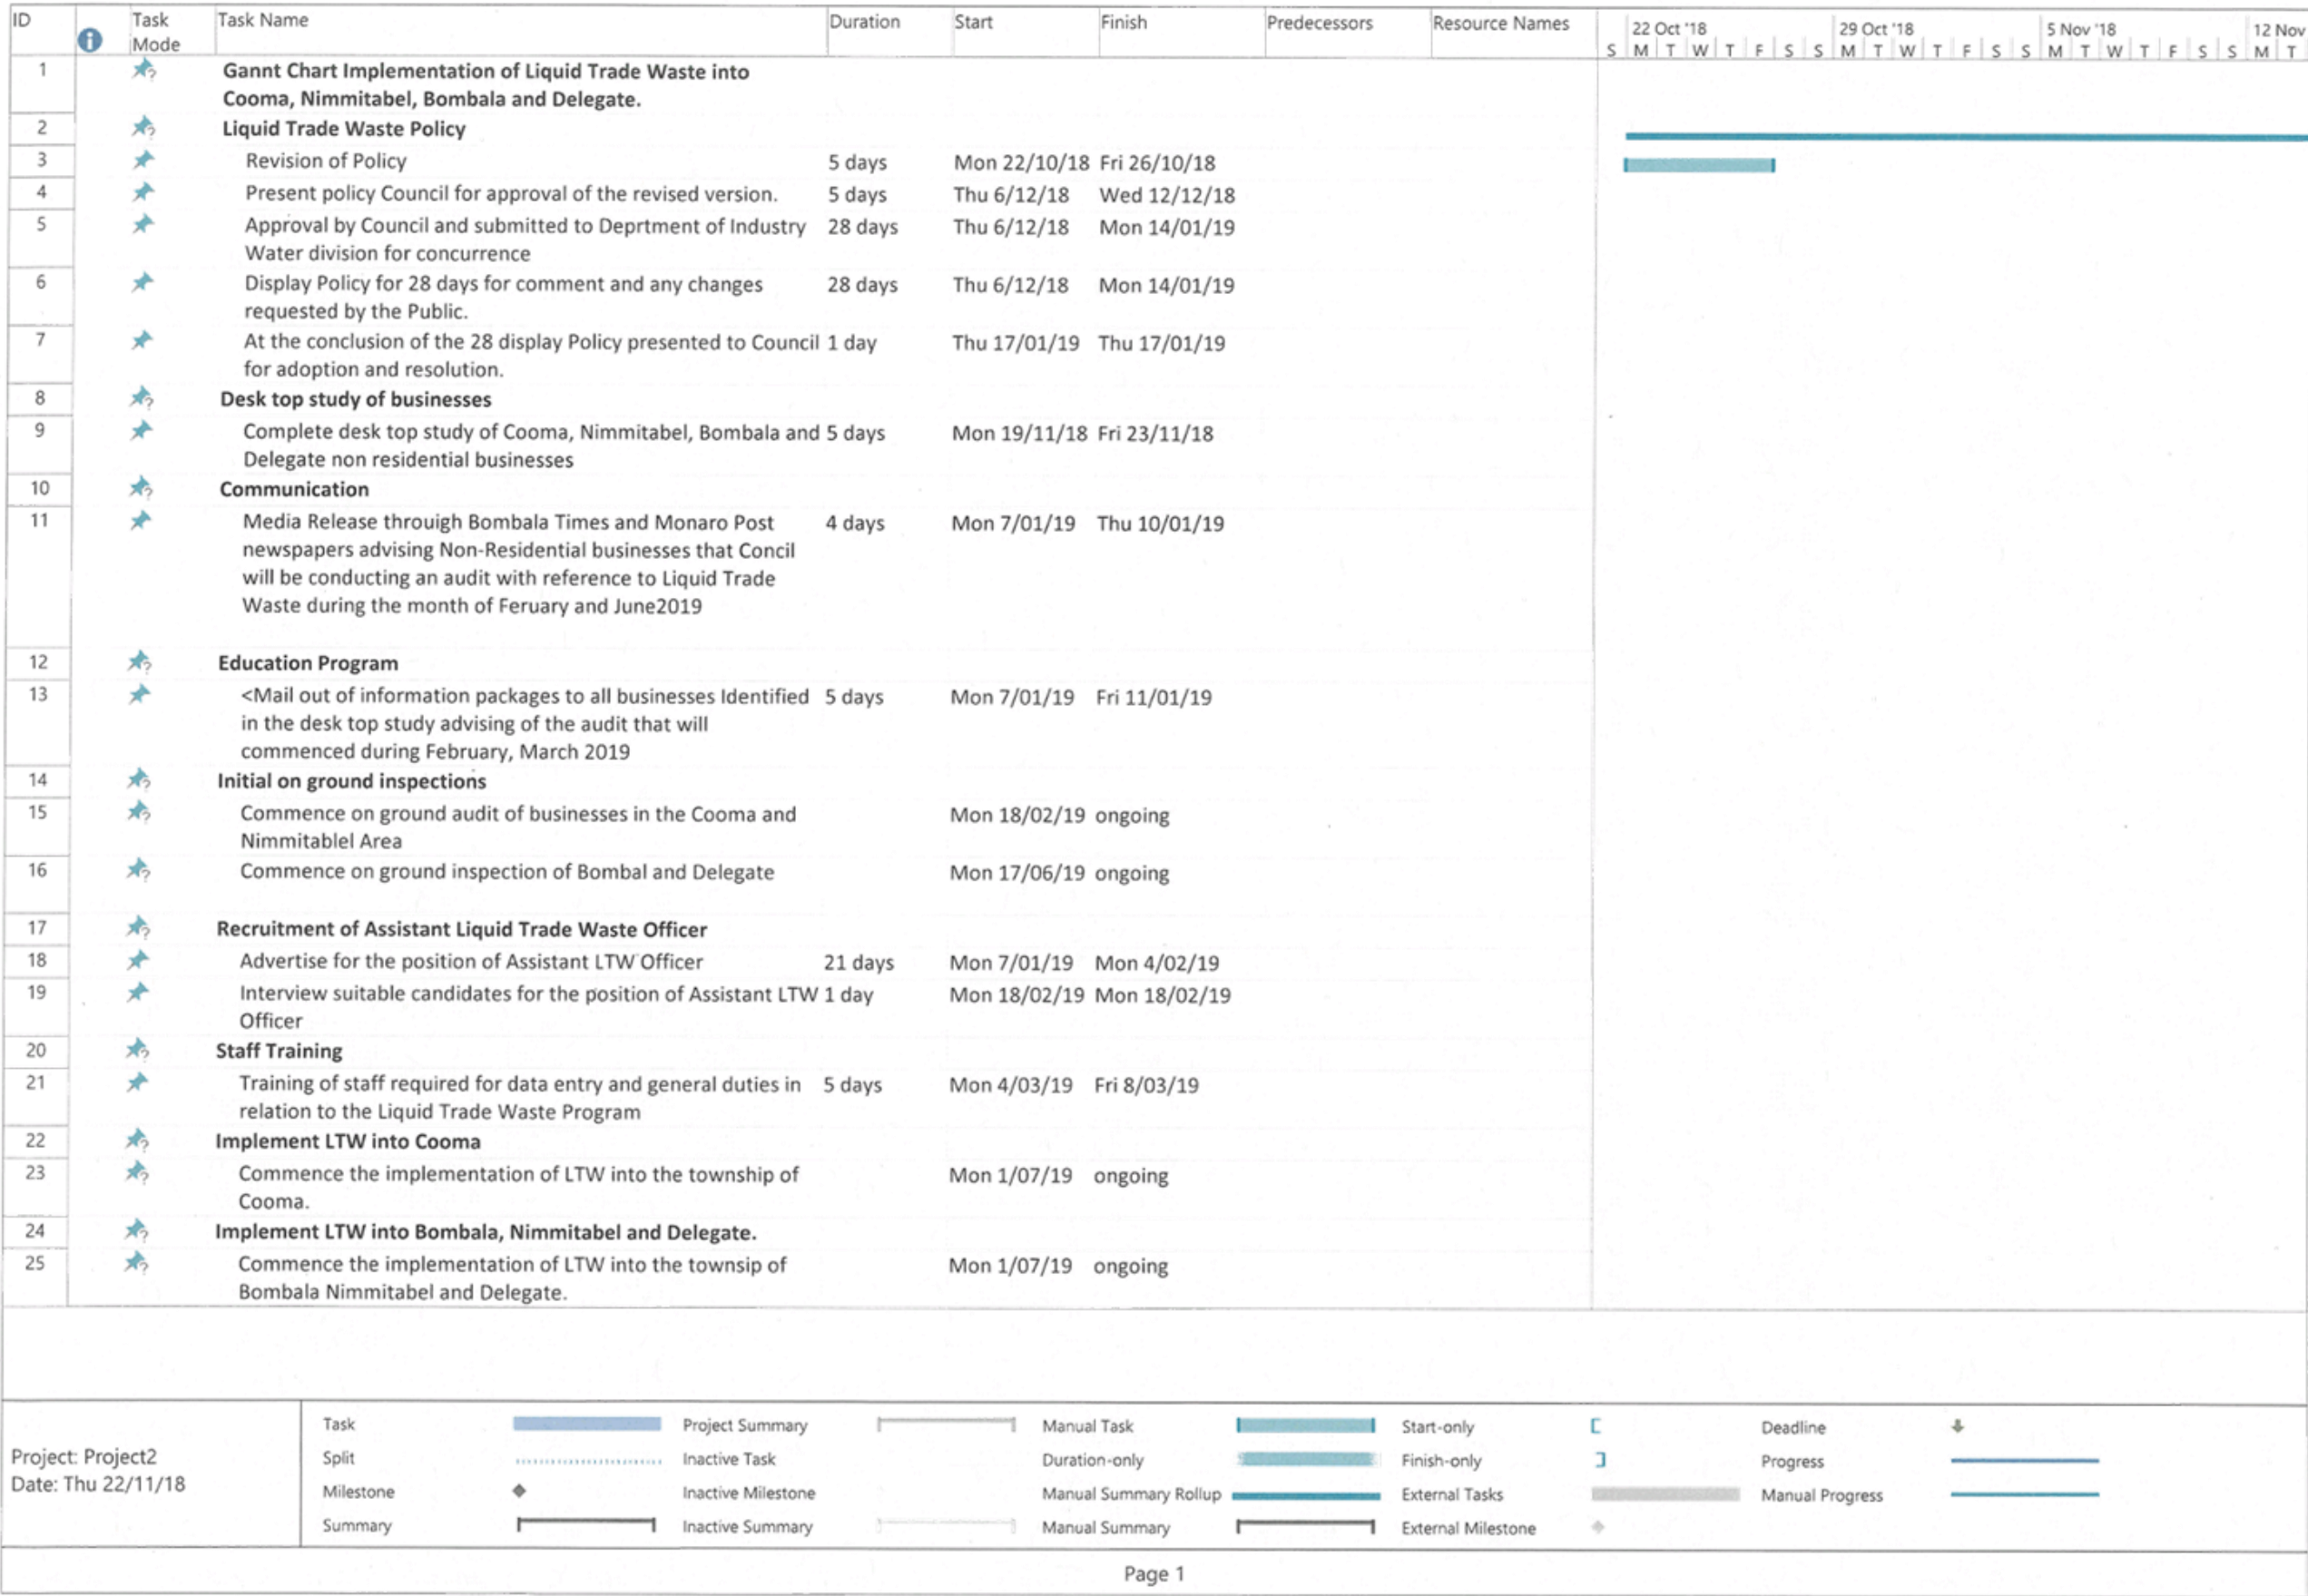 ID Task Mode Task Name Duration Start Finish Predecessors Resource Names
22 Oct '18 29 Oct '18 5 Nov '18 12 Nov
S M T W T F S S M T W T F S S M T W T F S S M T
1 Gannt Chart Implementation of Liquid Trade Waste into
Cooma, Nimmitabel, Bombala and Delegate.
2 Liquid Trade Waste Policy
3 Revision of Policy 5 days Mon 22/10/18 Fri 26/10/18
4 Present policy Council for approval of the revised version. 5 days Thu 6/12/18 Wed 12/12/18
5 Approval by Council and submitted to Deprtment of Industry 28 days Thu 6/12/18 Mon 14/01/19
Water division for concurrence
6 Display Policy for 28 days for comment and any changes 28 days Thu 6/12/18 Mon 14/01/19
requested by the Public.
7 At the conclusion of the 28 display Policy presented to Council 1 day Thu 17/01/19 Thu 17/01/19
for adoption and resolution.
8 Desk top study of businesses
9 Complete desk top study of Cooma, Nimmitabel, Bombala and 5 days Mon 19/11/18 Fri 23/11/18
Delegate non residential businesses
10 Communication
11 Media Release throuigh Bombala Times and Monaro Post 4 days Mon 7/01/19 Thu 10/01/19
newspapers advising Non-Residential businesses that Concil
will be conducting an audit with reference to Liquid Trade
Waste during the month of Feruary and June2019
12 Education Program
13 <Mail out of information packages to all businesses Identified 5 days Mon 7/01/19 Fri 11/01/19
in the desk top study advising of the audit that will
commenced during February, March 2019
14 Initial on ground inspections
15 Commence on ground audit of businesses in the Cooma and Mon 18/02/19 ongoing
Nimmitablel Area
16 Commence on ground inspection of Bombal and Delegate Mon 17/06/19 ongoing
17 Recruitment of Assistant Liquid Trade Waste Officer
18 Advertise for the position of Assistant LTW Officer 21 days Mon 7/01/19 Mon 4/02/19
19 Interview suitable candidates for the position of Assistant LTW 1 day Mon 18/02/19 Mon 18/02/19
Officer
20 Staff Training
21 Training of staff required for data entry and general duties in 5 days Mon 4/03/19 Fri 8/03/19
relation to the Liquid Trade Waste Program
22 Implement LTW into Cooma
23 Commence the implementation of LTW into the township of Mon 1/07/19 ongoing
Cooma.
24 Implement LTW into Bombala, Nimmitabel and Delegate.
25 Commence the implementation of LTW into the townsip of Mon 1/07/19 ongoing
Bombala Nimmitabel and Delegate.
Project: Project2
Date: Thu 22/11/18
Task Project Summary Manual Task Start-only Deadline
Split Inactive Task Duration-only Finish-only Progress
Milestone Inactive Milestone Manual Summary Rollup External Tasks Manual Progress
Summary Inactive Summary Manual Summary External Milestone
Page 1